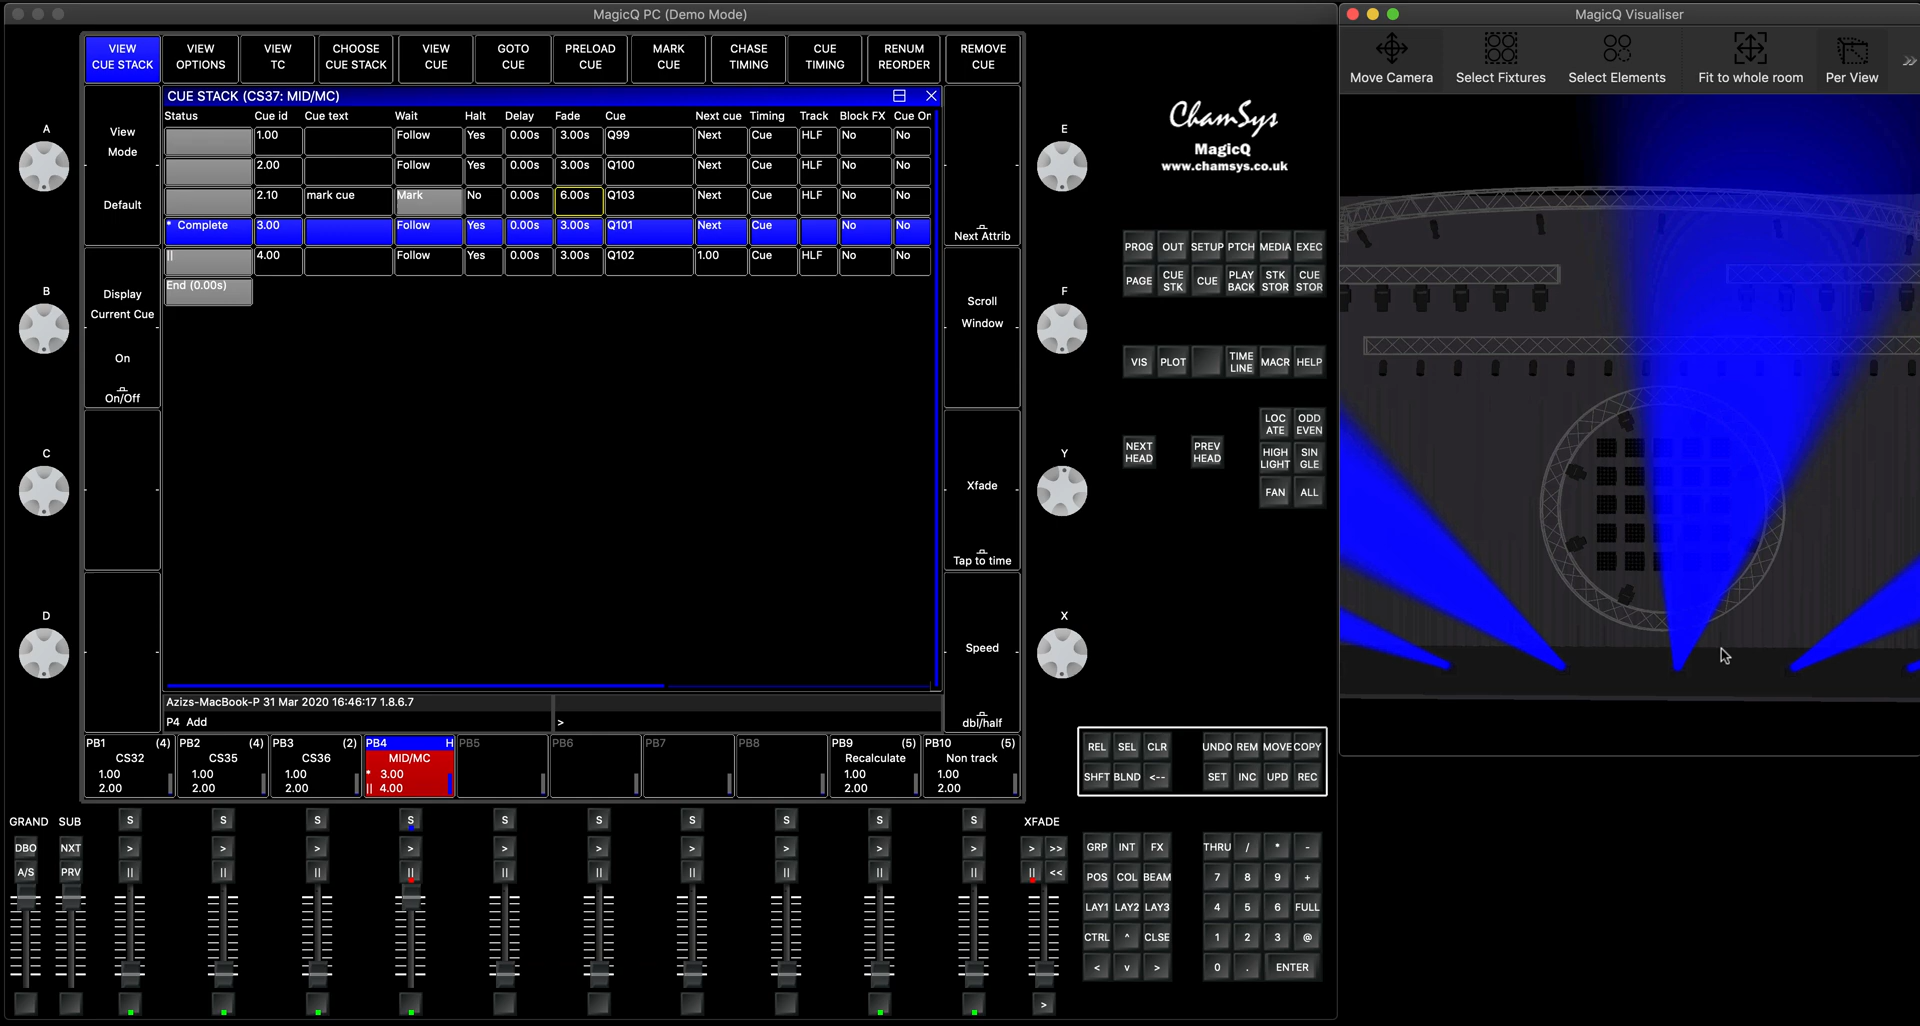 MagicQ PC (Demo Mode)
MagicQ Visualiser
VIEW CUE STACK
VIEW OPTIONS
VIEW TC
CHOOSE CUE STACK
VIEW CUE
GOTO CUE
PRELOAD CUE
MARK CUE
CHASE TIMING
CUE TIMING
RENUM REORDER
REMOVE CUE
Move Camera
Select Fixtures
Select Elements
Fit to whole room
Per View
»
CUE STACK (CS37: MID/MC)
Status Cue id Cue text Wait Halt Delay Fade Cue Next cue Timing Track Block FX Cue On
1.00 Follow Yes 0.00s 3.00s Q99 Next Cue HLF No No
2.00 Follow Yes 0.00s 3.00s Q100 Next Cue HLF No No
2.10 mark cue Mark No 0.00s 6.00s Q103 Next Cue HLF No No
* Complete 3.00 Follow Yes 0.00s 3.00s Q101 Next Cue No No
|| 4.00 Follow Yes 0.00s 3.00s Q102 1.00 Cue HLF No No
End (0.00s)
A
View Mode
Default
B
Display Current Cue
On
On/Off
C
D
E
Next Attrib
F
Scroll Window
Y
Xfade
Tap to time
X
Speed
dbl/half
ChamSys
MagicQ
www.chamsys.co.uk
PROG OUT SETUP PTCH MEDIA EXEC
PAGE CUE STK CUE PLAY BACK STK STOR CUE STOR
VIS PLOT TIME LINE MACR HELP
LOC ATE ODD EVEN
NEXT HEAD PREV HEAD HIGH LIGHT SIN GLE
FAN ALL
Azizs-MacBook-P 31 Mar 2020 16:46:17 1.8.6.7
P4 Add
>
PB1 (4) CS32 1.00 2.00
PB2 (4) CS35 1.00 2.00
PB3 (2) CS36 1.00 2.00
PB4 H MID/MC * 3.00 || 4.00
PB5
PB6
PB7
PB8
PB9 (5) Recalculate 1.00 2.00
PB10 (5) Non track 1.00 2.00
REL SEL CLR UNDO REM MOVE COPY
SHFT BLND <-- SET INC UPD REC
GRAND SUB S S S S S S S S S S XFADE
DBO NXT > > > > > > > > > > > >>
A/S PRV || || || || || || || || || || || <<
>
GRP INT FX THRU / * -
POS COL BEAM 7 8 9 +
LAY1 LAY2 LAY3 4 5 6 FULL
CTRL ^ CLSE 1 2 3 @
< v > 0 . ENTER